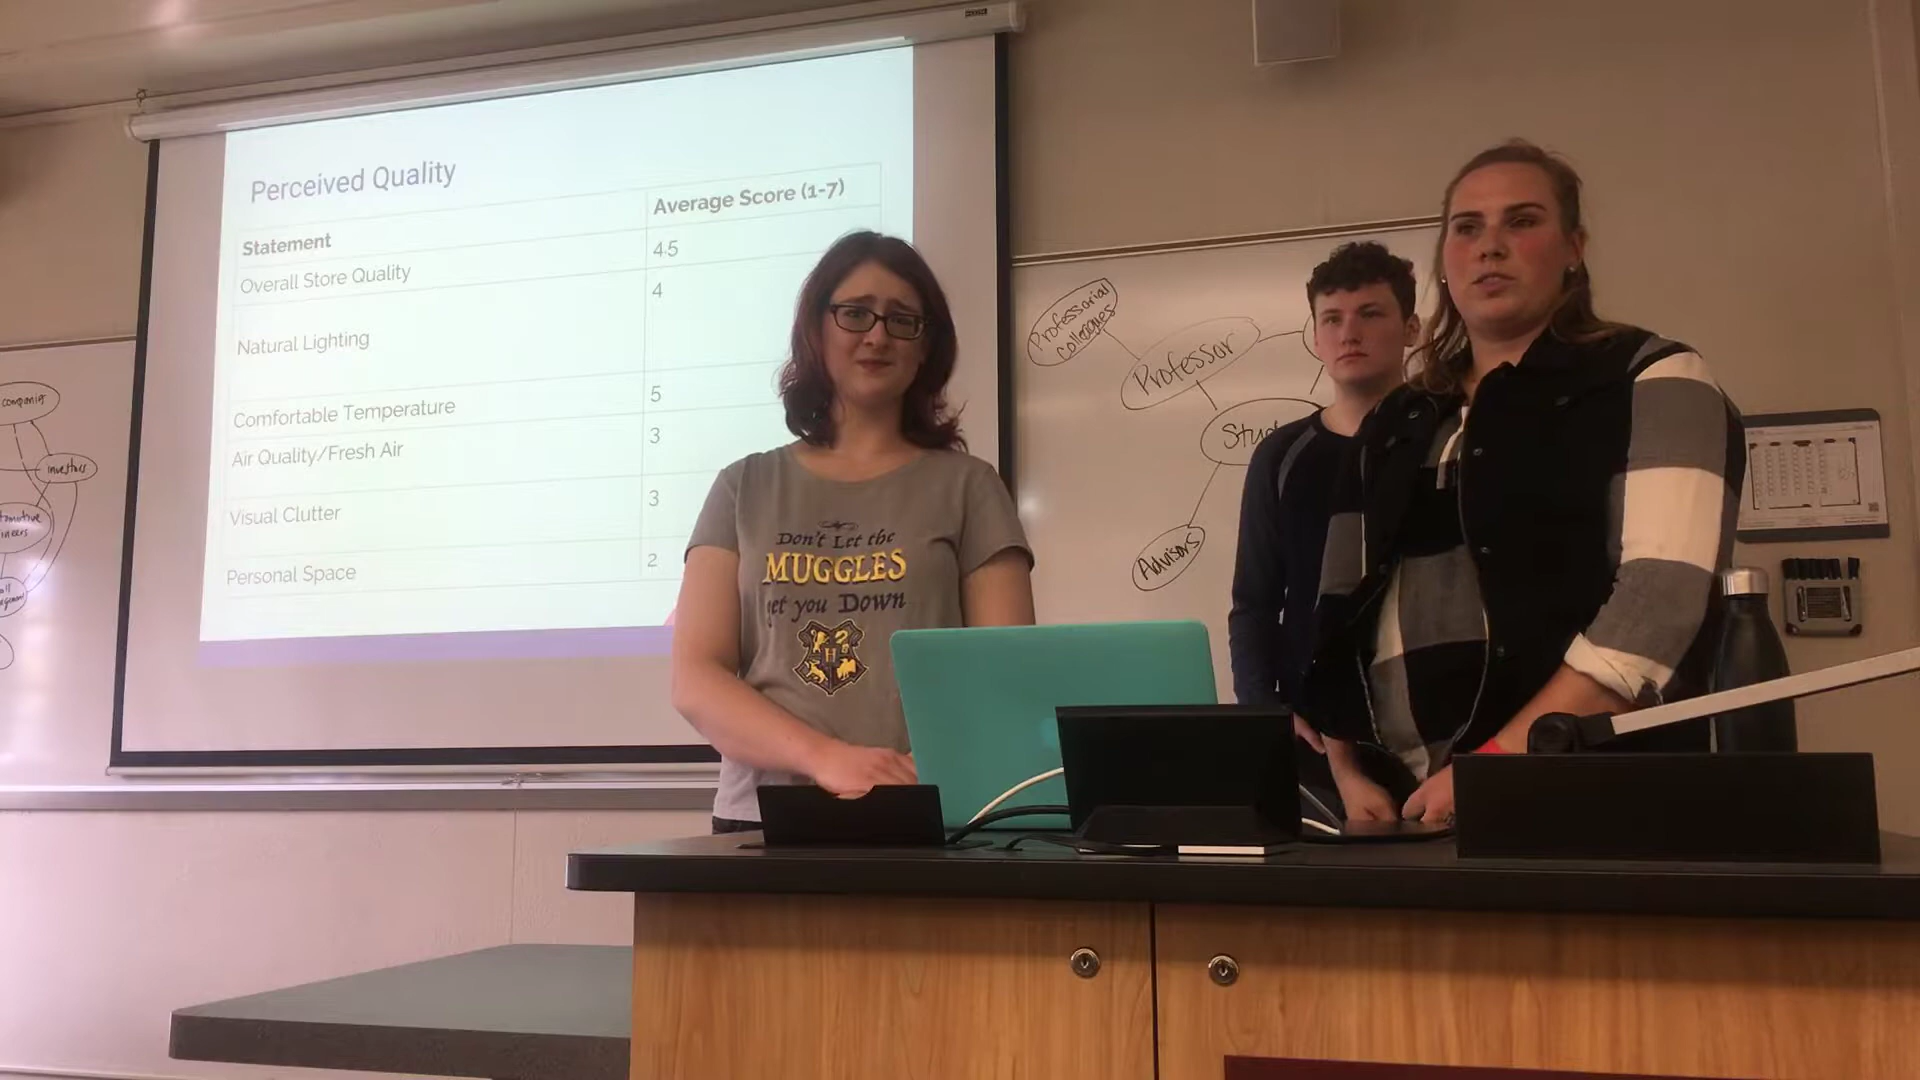 Perceived Quality
Statement
Average Score (1-7)
Overall Store Quality
4.5
Natural Lighting
4
Comfortable Temperature
5
Air Quality/Fresh Air
3
Visual Clutter
3
Personal Space
2
Don't Let the
MUGGLES
get you Down
H
Professorial
Colleagues
Professor
Advisors
companies
investors